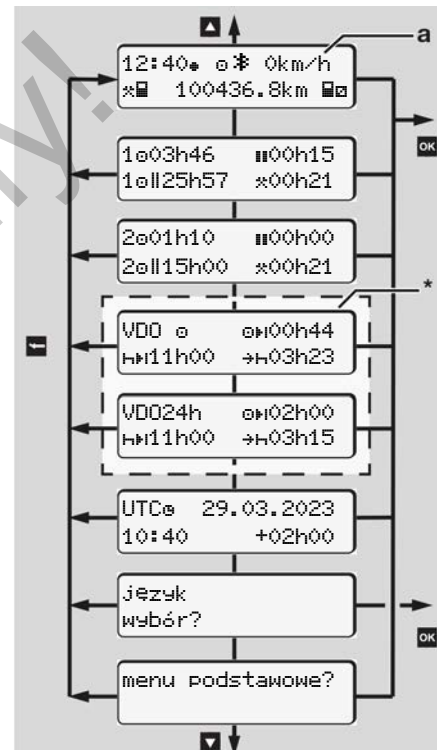 a
12:40 0km/h
100436.8km
OK
1 03h46 00h15
1 25h57 00h21
2 01h10 00h00
2 15h00 00h21
*
VDO 00h44
11h00 03h23
VDO24h 02h00
11h00 03h15
UTC 29.03.2023
10:40 +02h00
język
wybór?
OK
menu podstawowe?
ny!